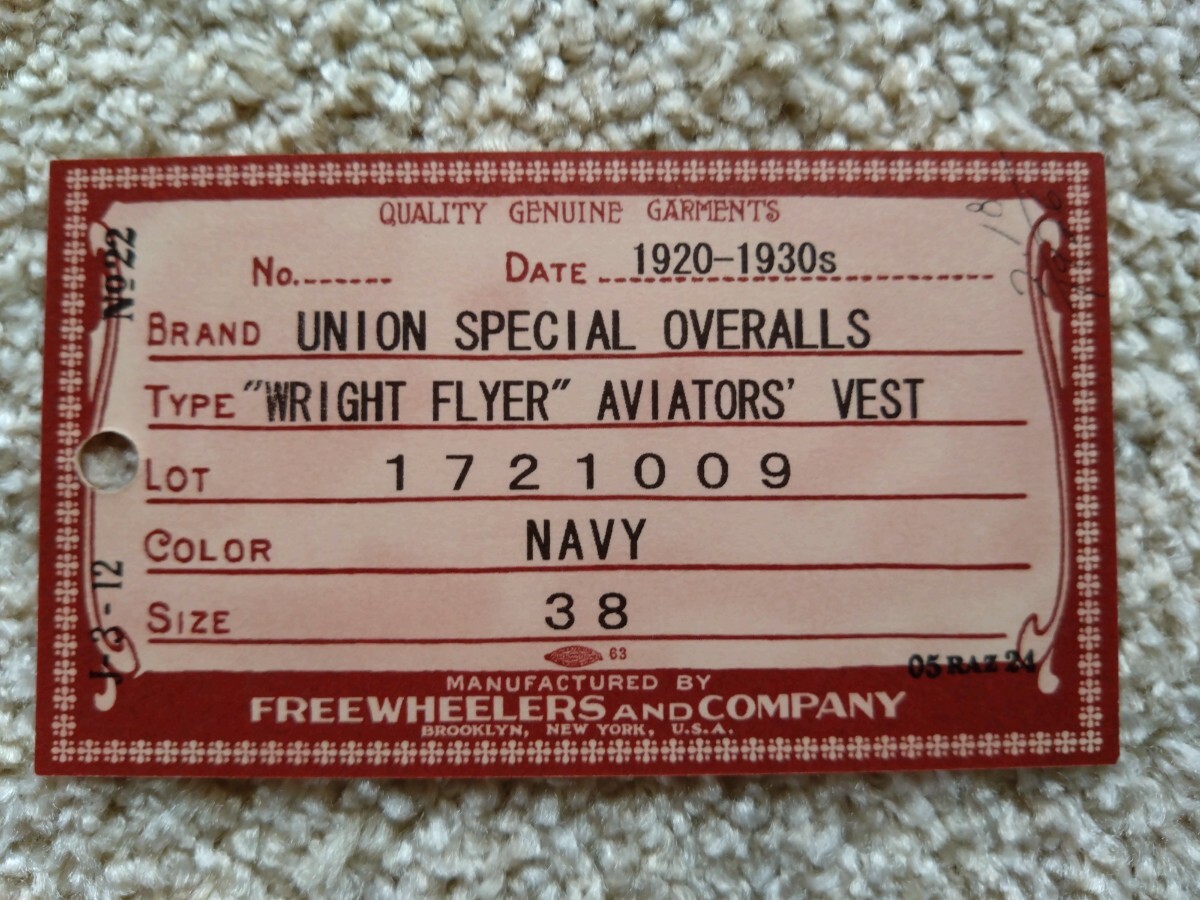 QUALITY GENUINE GARMENTS
No. DATE 1920-1930s
BRAND UNION SPECIAL OVERALLS
TYPE "WRIGHT FLYER" AVIATORS' VEST
LOT 1721009
COLOR NAVY
SIZE 38
63
MANUFACTURED BY
FREEWHEELERS AND COMPANY
BROOKLYN, NEW YORK, U.S.A.
No 22
J-3-12
05 RAZ 24